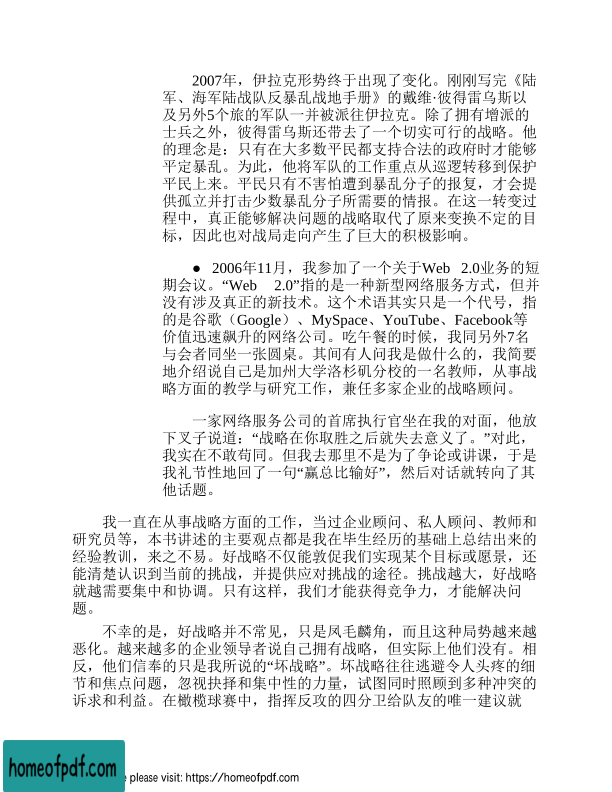 2007年，伊拉克形势终于出现了变化。刚刚写完《陆
军、海军陆战队反暴乱战地手册》的戴维·彼得雷乌斯以
及另外5个旅的军队一并被派往伊拉克。除了拥有增派的
士兵之外，彼得雷乌斯还带去了一个切实可行的战略。他
的理念是：只有在大多数平民都支持合法的政府时才能够
平定暴乱。为此，他将军队的工作重点从巡逻转移到保护
平民上来。平民只有不害怕遭到暴乱分子的报复，才会提
供孤立并打击少数暴乱分子所需要的情报。在这一转变过
程中，真正能够解决问题的战略取代了原来变换不定的目
标，因此也对战局走向产生了巨大的积极影响。
● 2006年11月，我参加了一个关于Web 2.0业务的短
期会议。“Web 2.0”指的是一种新型网络服务方式，但并
没有涉及真正的新技术。这个术语其实只是一个代号，指
的是谷歌（Google）、MySpace、YouTube、Facebook等
价值迅速飙升的网络公司。吃午餐的时候，我同另外7名
与会者同坐一张圆桌。其间有人问我是做什么的，我简要
地介绍说自己是加州大学洛杉矶分校的一名教师，从事战
略方面的教学与研究工作，兼任多家企业的战略顾问。
一家网络服务公司的首席执行官坐在我的对面，他放
下叉子说道：“战略在你取胜之后就失去意义了。”对此，
我实在不敢苟同。但我去那里不是为了争论或讲课，于是
我礼节性地回了一句“赢总比输好”，然后对话就转向了其
他话题。
我一直在从事战略方面的工作，当过企业顾问、私人顾问、教师和
研究员等，本书讲述的主要观点都是我在毕生经历的基础上总结出来的
经验教训，来之不易。好战略不仅能敦促我们实现某个目标或愿景，还
能清楚认识到当前的挑战，并提供应对挑战的途径。挑战越大，好战略
就越需要集中和协调。只有这样，我们才能获得竞争力，才能解决问
题。
不幸的是，好战略并不常见，只是凤毛麟角，而且这种局势越来越
恶化。越来越多的企业领导者说自己拥有战略，但实际上他们没有。相
反，他们信奉的只是我所说的“坏战略”。坏战略往往逃避令人头疼的细
节和焦点问题，忽视抉择和集中性的力量，试图同时照顾到多种冲突的
诉求和利益。在橄榄球赛中，指挥反攻的四分卫给队友的唯一建议就
homeofpdf.com
please visit: https://homeofpdf.com